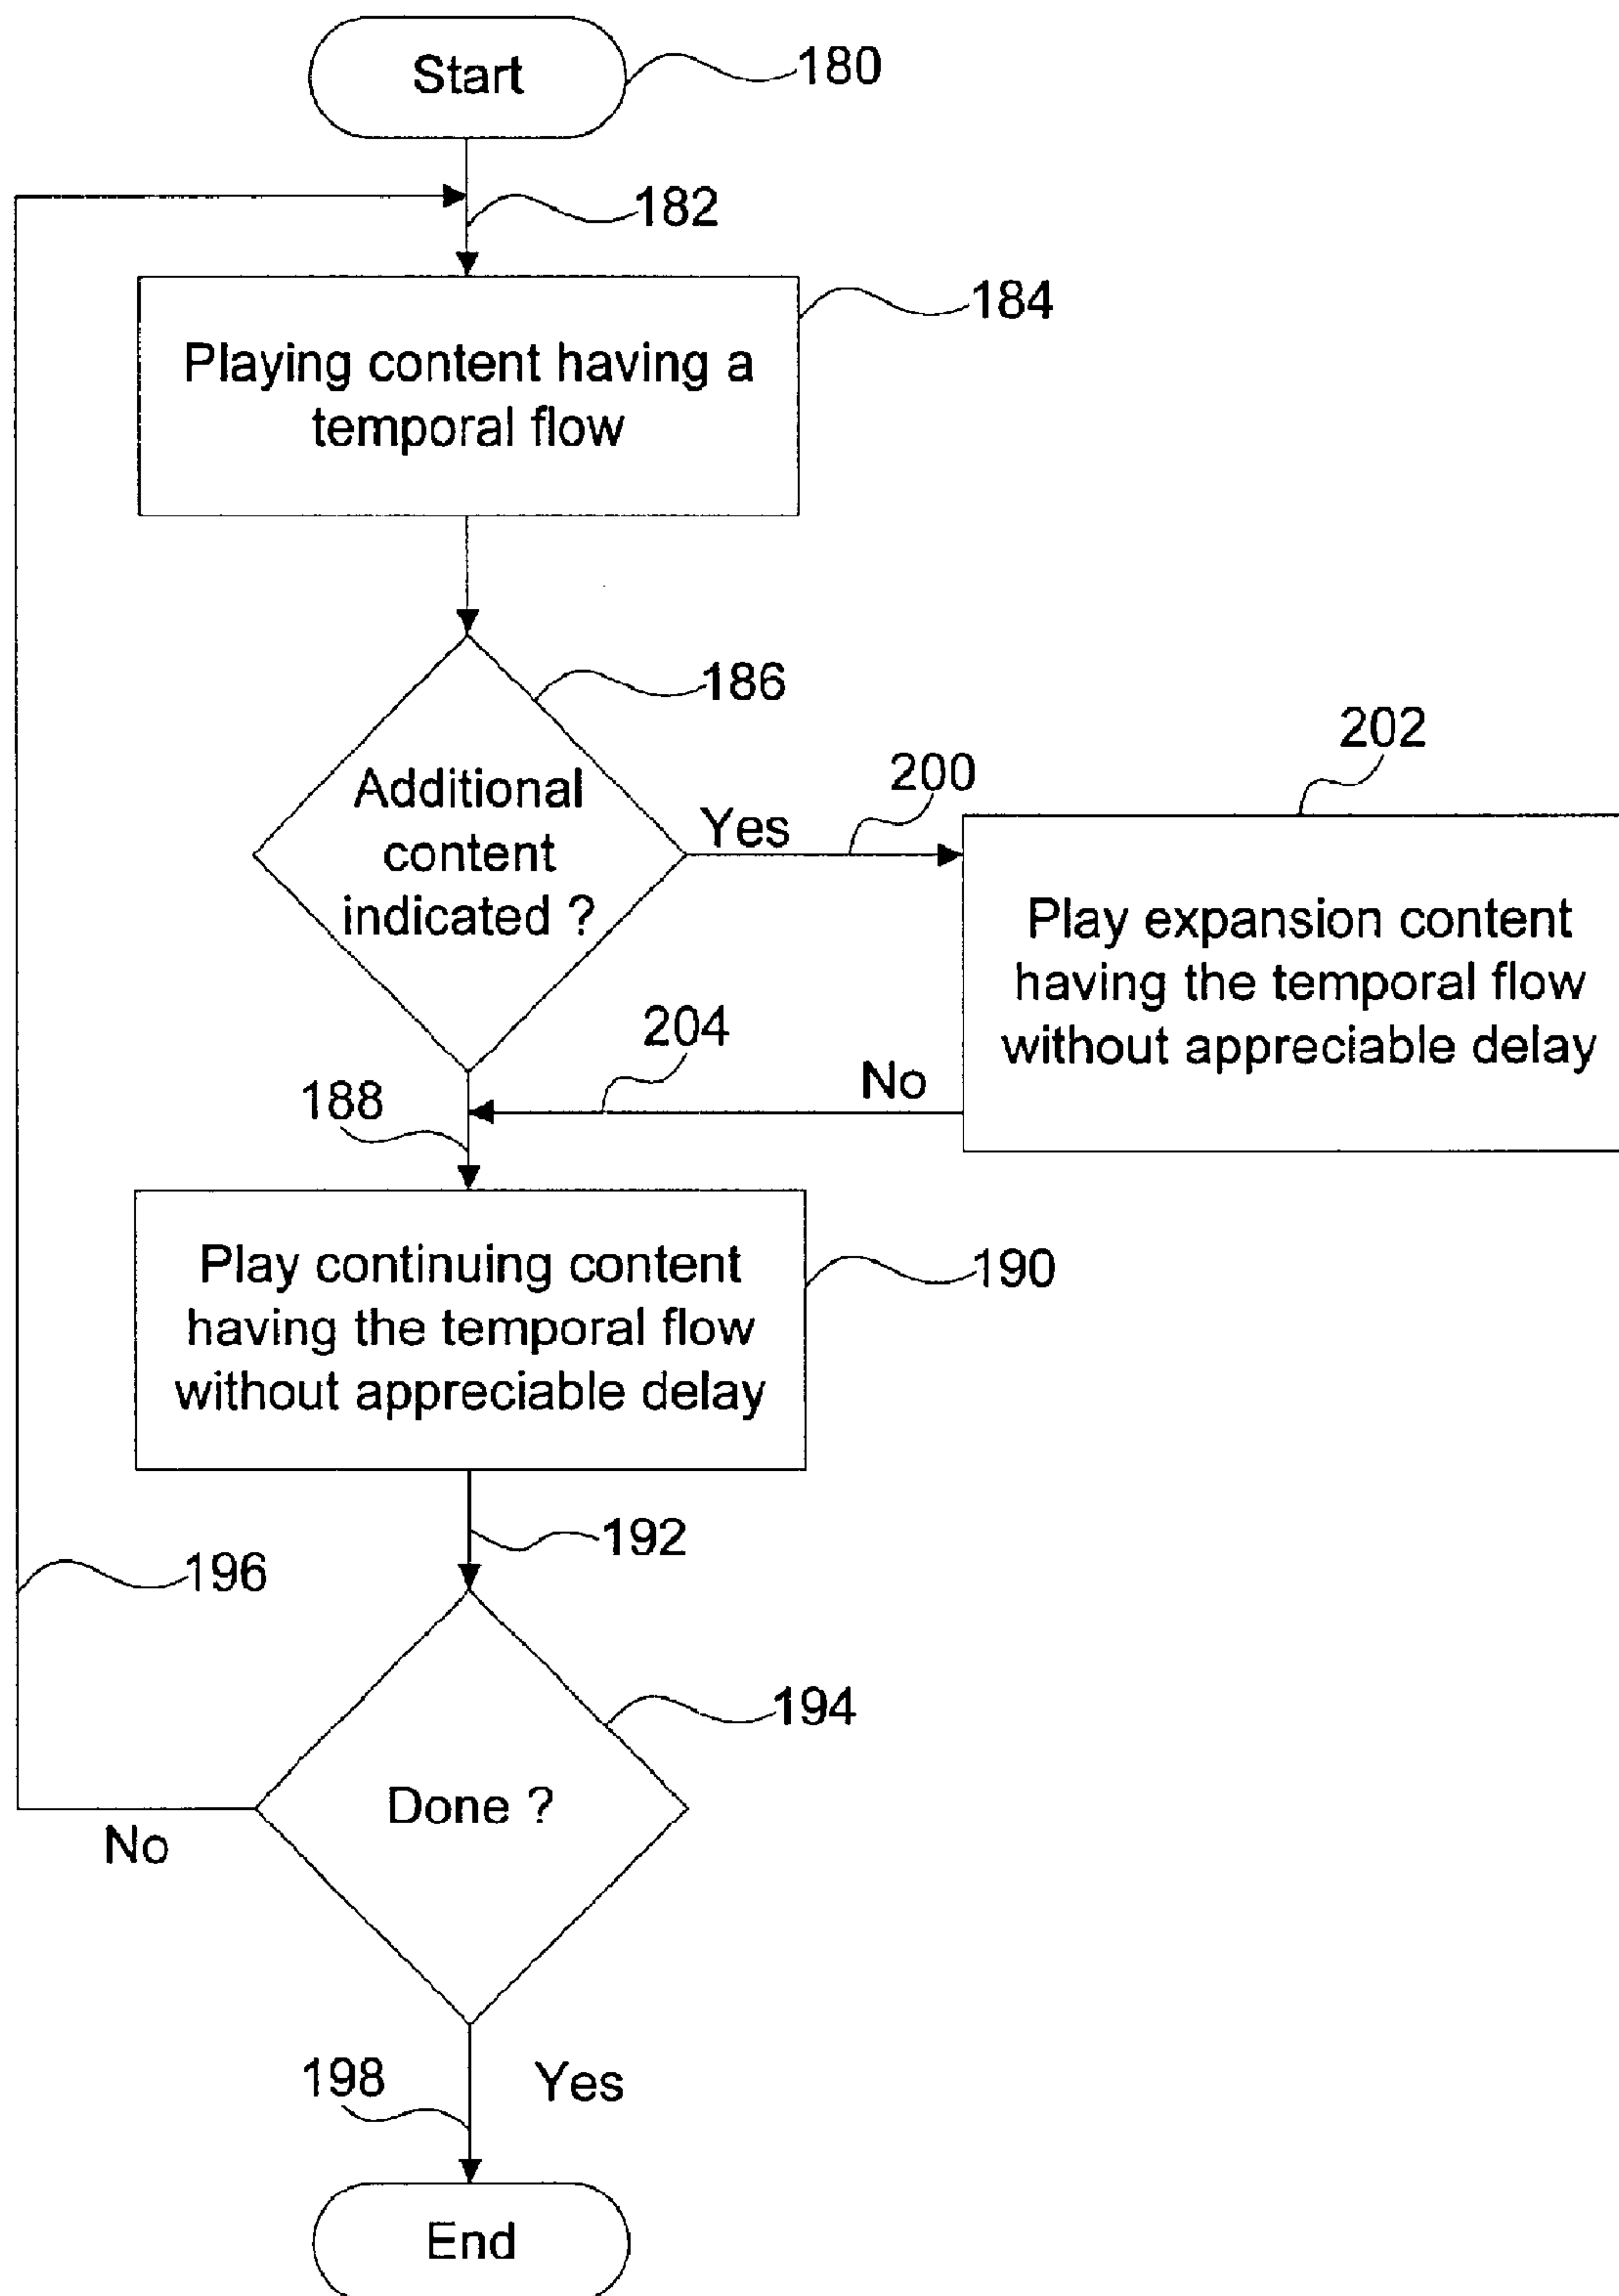 Start
180
182
184
Playing content having a
temporal flow
186
Additional
content
indicated ?
Yes
200
202
Play expansion content
having the temporal flow
without appreciable delay
204
No
188
Play continuing content
having the temporal flow
without appreciable delay
190
192
196
194
Done ?
No
198
Yes
End